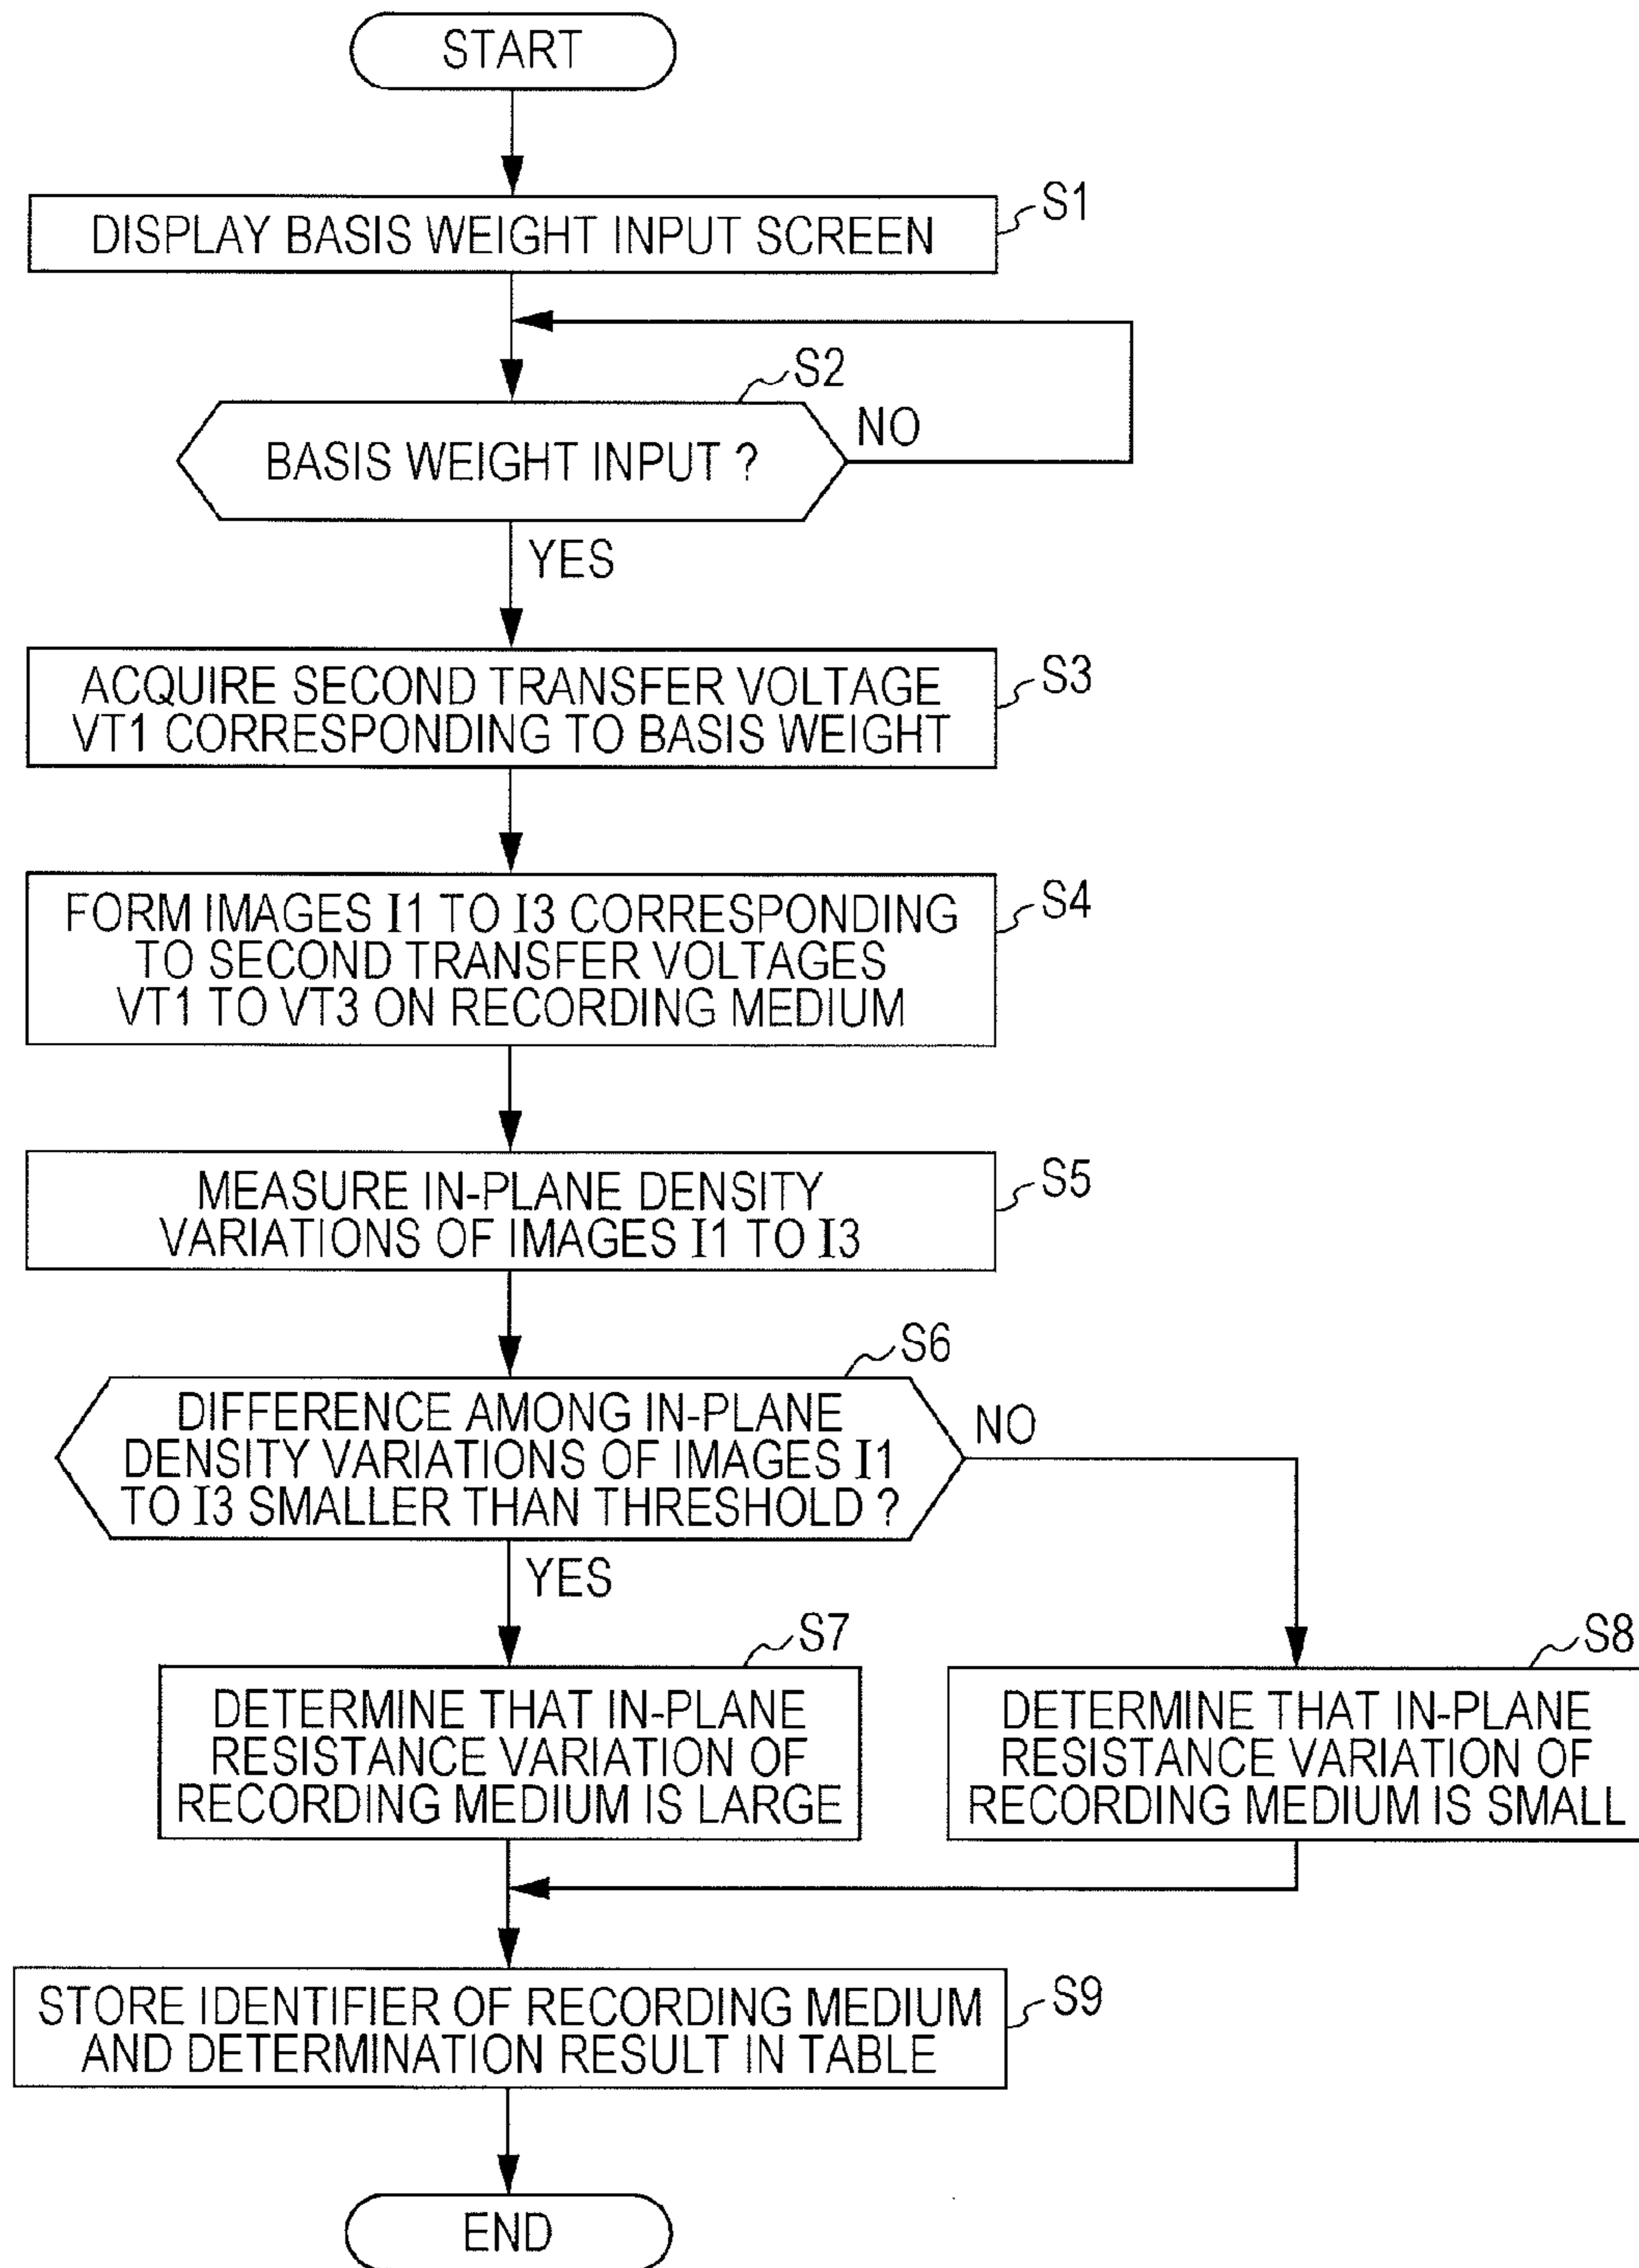 START
DISPLAY BASIS WEIGHT INPUT SCREEN
S1
S2
BASIS WEIGHT INPUT ?
NO
YES
ACQUIRE SECOND TRANSFER VOLTAGE
VT1 CORRESPONDING TO BASIS WEIGHT
S3
FORM IMAGES I1 TO I3 CORRESPONDING
TO SECOND TRANSFER VOLTAGES
VT1 TO VT3 ON RECORDING MEDIUM
S4
MEASURE IN-PLANE DENSITY
VARIATIONS OF IMAGES I1 TO I3
S5
S6
DIFFERENCE AMONG IN-PLANE
DENSITY VARIATIONS OF IMAGES I1
TO I3 SMALLER THAN THRESHOLD ?
NO
YES
S7
DETERMINE THAT IN-PLANE
RESISTANCE VARIATION OF
RECORDING MEDIUM IS LARGE
S8
DETERMINE THAT IN-PLANE
RESISTANCE VARIATION OF
RECORDING MEDIUM IS SMALL
STORE IDENTIFIER OF RECORDING MEDIUM
AND DETERMINATION RESULT IN TABLE
S9
END